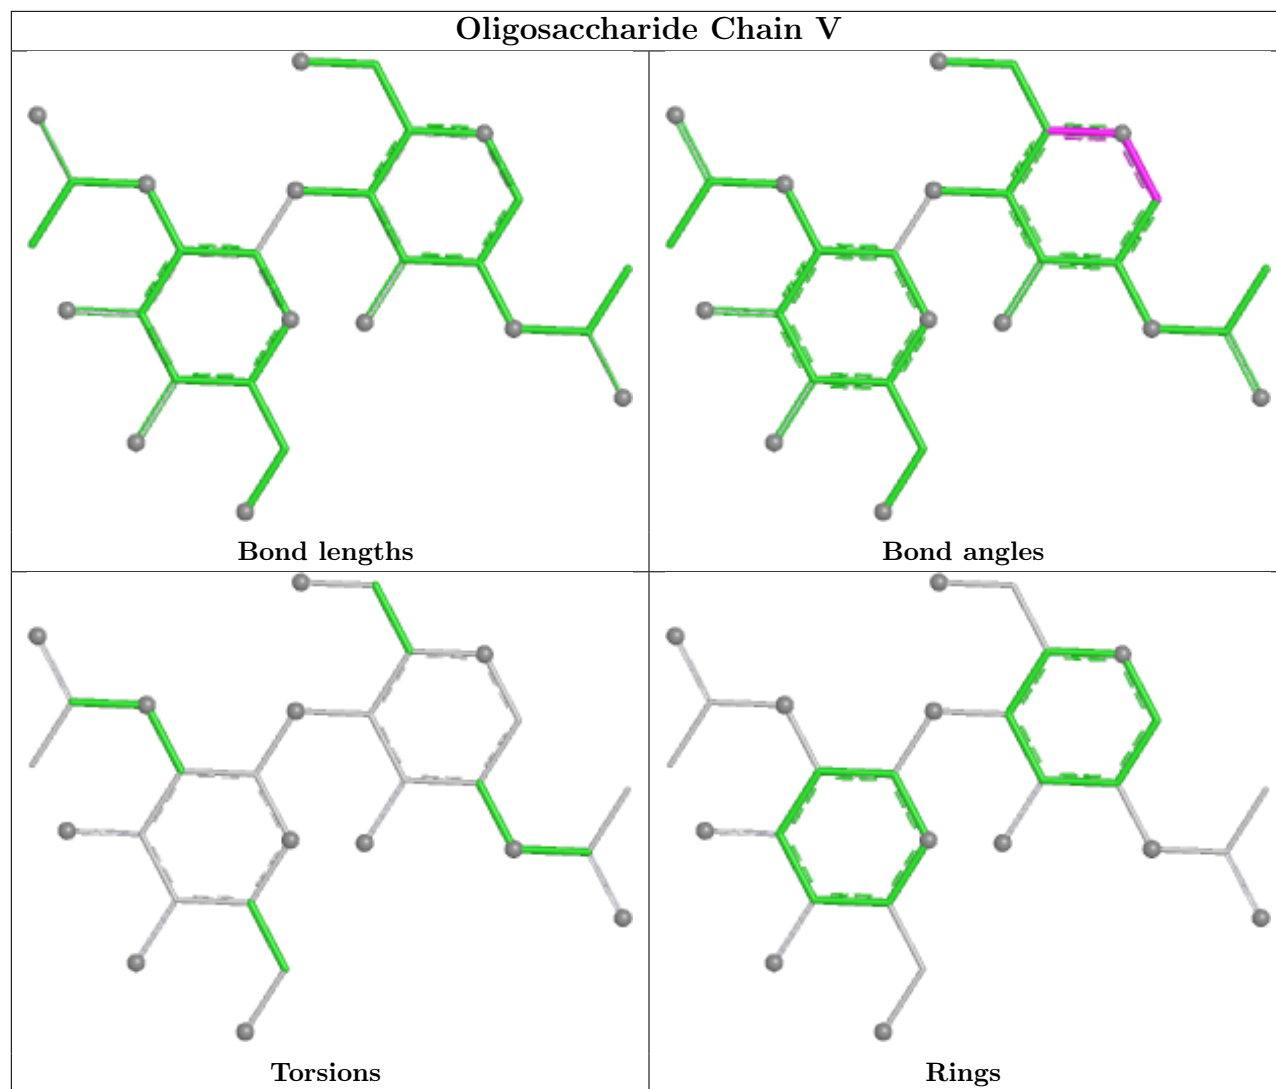 Oligosaccharide Chain V
Bond lengths
Bond angles
Torsions
Rings